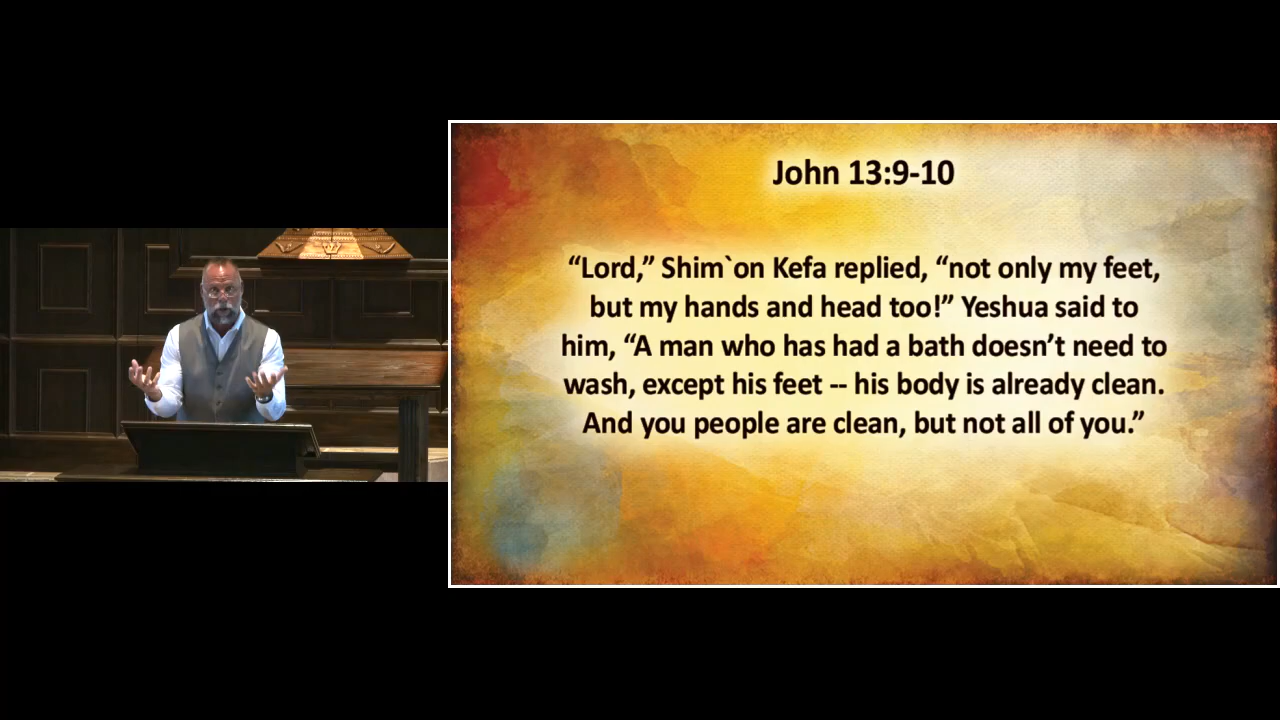 John 13:9-10
“Lord,” Shim`on Kefa replied, “not only my feet,
but my hands and head too!” Yeshua said to
him, “A man who has had a bath doesn’t need to
wash, except his feet -- his body is already clean.
And you people are clean, but not all of you.”